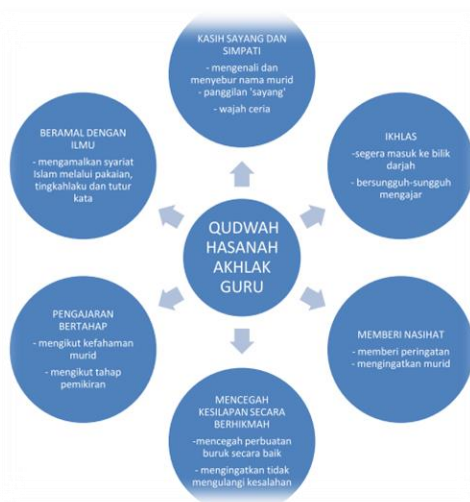 KASIH SAYANG DAN
SIMPATI
- mengenali dan
menyebur nama murid
- panggilan 'sayang'
- wajah ceria
BERAMAL DENGAN
ILMU
- mengamalkan syariat
Islam melalui pakaian,
tingkahlaku dan tutur
kata
IKHLAS
-segera masuk ke bilik
darjah
- bersungguh-sungguh
mengajar
QUDWAH
HASANAH
AKHLAK
GURU
PENGAJARAN
BERTAHAP
- mengikut kefahaman
murid
- mengikut tahap
pemikiran
MEMBERI NASIHAT
- memberi peringatan
- mengingatkan murid
MENCEGAH
KESILAPAN SECARA
BERHIKMAH
-mencegah perbuatan
buruk secara baik
- mengingatkan tidak
mengulangi kesalahan